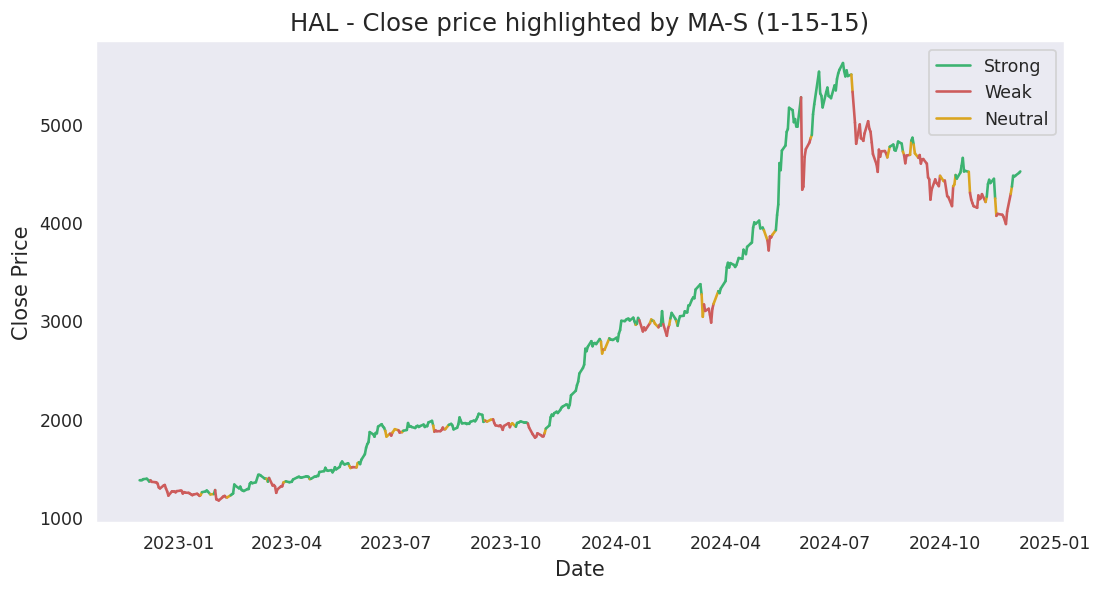 HAL - Close price highlighted by MA-S (1-15-15)
Strong
Weak
Neutral
Close Price
5000
4000
3000
2000
1000
2023-01
2023-04
2023-07
2023-10
2024-01
2024-04
2024-07
2024-10
2025-01
Date